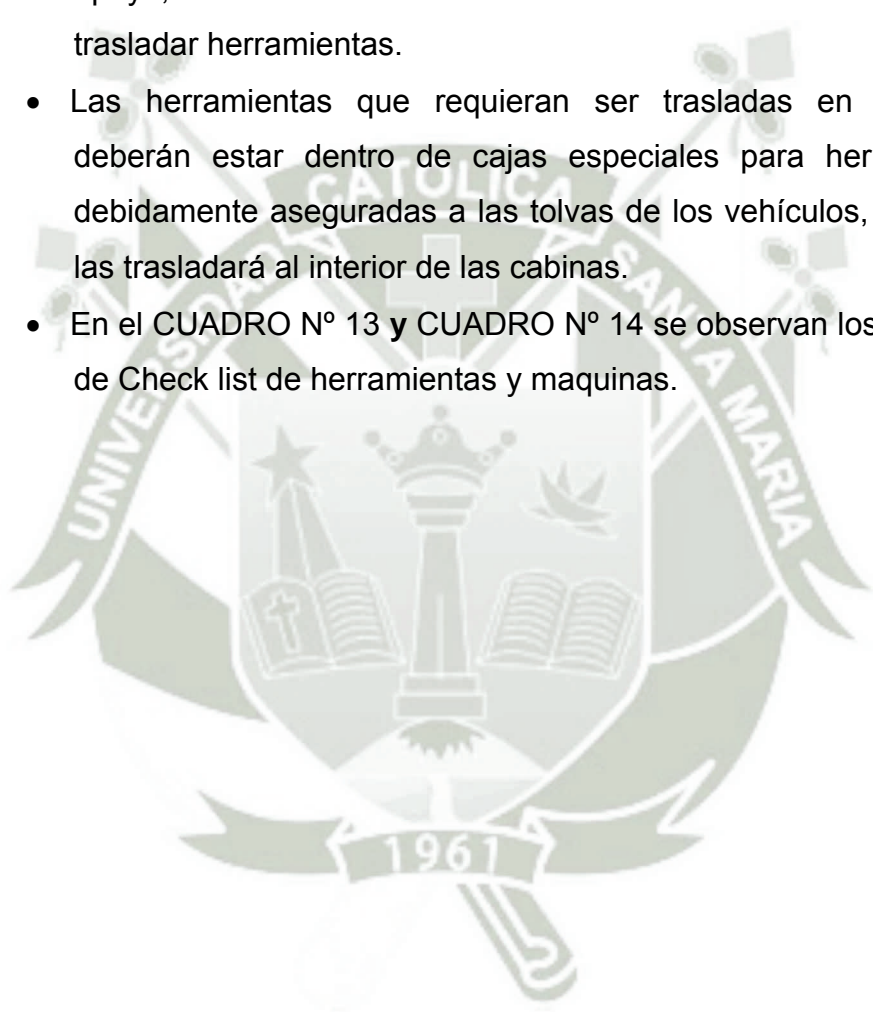 trasladar herramientas.
• Las herramientas que requieran ser trasladas en
deberán estar dentro de cajas especiales para her
debidamente aseguradas a las tolvas de los vehículos,
las trasladará al interior de las cabinas.
• En el CUADRO Nº 13 y CUADRO Nº 14 se observan los
de Check list de herramientas y maquinas.
UNIVERSIDAD CATOLICA SANTA MARIA
1961